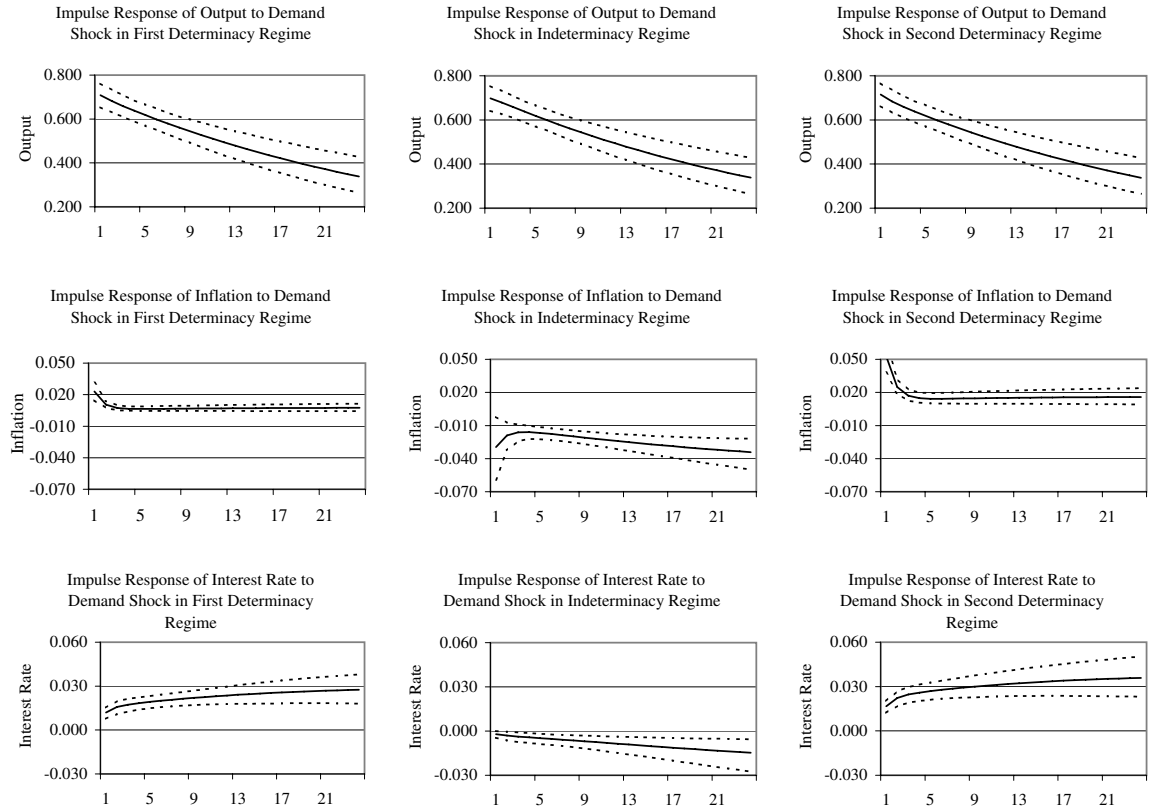 Impulse Response of Output to Demand
Shock in First Determinacy Regime
0.800
0.600
0.400
0.200
Output
1 5 9 13 17 21
Impulse Response of Output to Demand
Shock in Indeterminacy Regime
0.800
0.600
0.400
0.200
Output
1 5 9 13 17 21
Impulse Response of Output to Demand
Shock in Second Determinacy Regime
0.800
0.600
0.400
0.200
Output
1 5 9 13 17 21
Impulse Response of Inflation to Demand
Shock in First Determinacy Regime
0.050
0.020
-0.010
-0.040
-0.070
Inflation
1 5 9 13 17 21
Impulse Response of Inflation to Demand
Shock in Indeterminacy Regime
0.050
0.020
-0.010
-0.040
-0.070
Inflation
1 5 9 13 17 21
Impulse Response of Inflation to Demand
Shock in Second Determinacy Regime
0.050
0.020
-0.010
-0.040
-0.070
Inflation
1 5 9 13 17 21
Impulse Response of Interest Rate to
Demand Shock in First Determinacy
Regime
0.060
0.030
0.000
-0.030
Interest Rate
1 5 9 13 17 21
Impulse Response of Interest Rate to
Demand Shock in Indeterminacy Regime
0.060
0.030
0.000
-0.030
Interest Rate
1 5 9 13 17 21
Impulse Response of Interest Rate to
Demand Shock in Second Determinacy
Regime
0.060
0.030
0.000
-0.030
Interest Rate
1 5 9 13 17 21